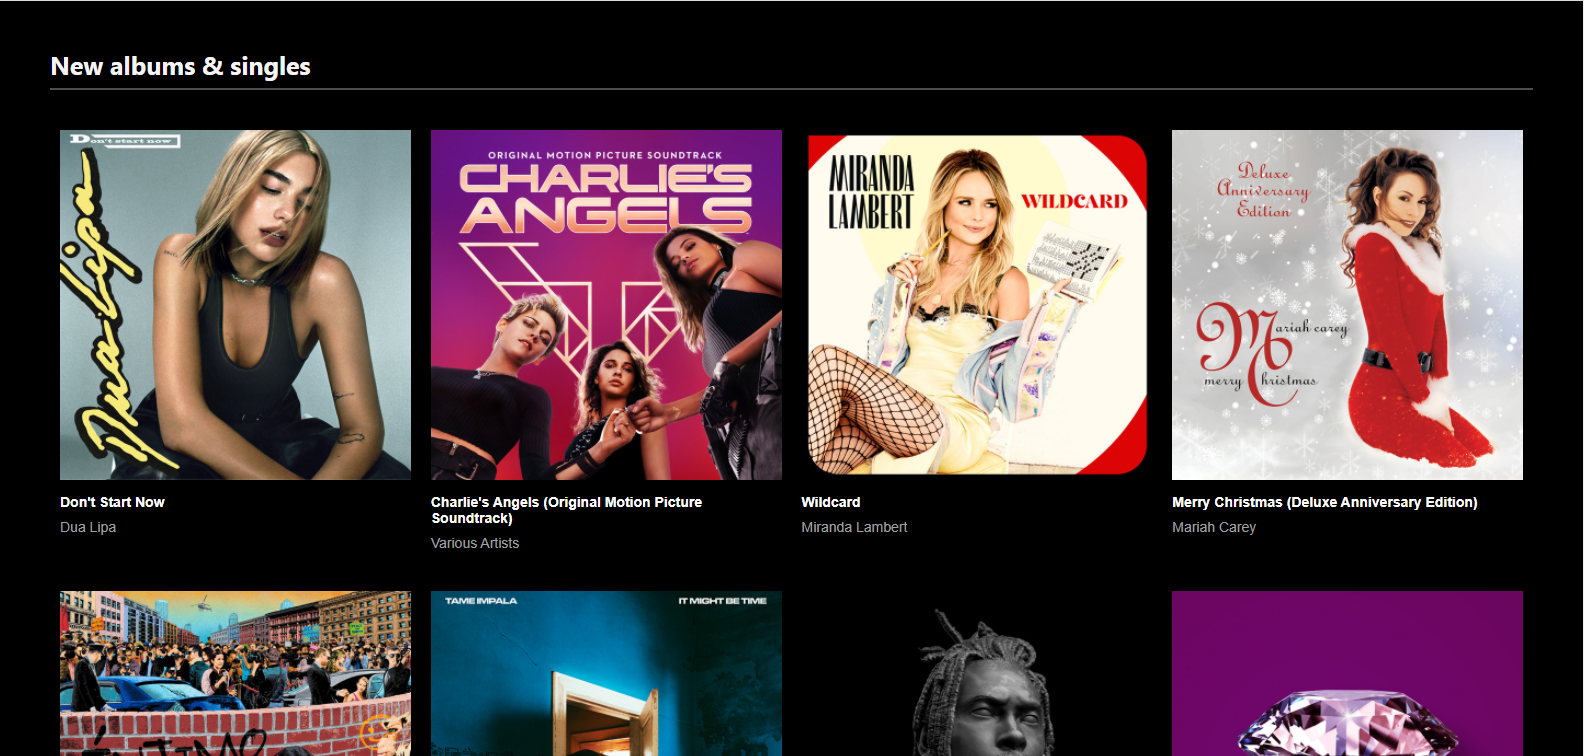 New albums & singles
Don't start now
Dua Lipa
ORIGINAL MOTION PICTURE SOUNDTRACK
CHARLIE'S
ANGELS
MIRANDA
LAMBERT
WILDCARD
Deluxe
Anniversary
Edition
Mariah carey
merry Christmas
Don't Start Now
Dua Lipa
Charlie's Angels (Original Motion Picture
Soundtrack)
Various Artists
Wildcard
Miranda Lambert
Merry Christmas (Deluxe Anniversary Edition)
Mariah Carey
TAME IMPALA
IT MIGHT BE TIME